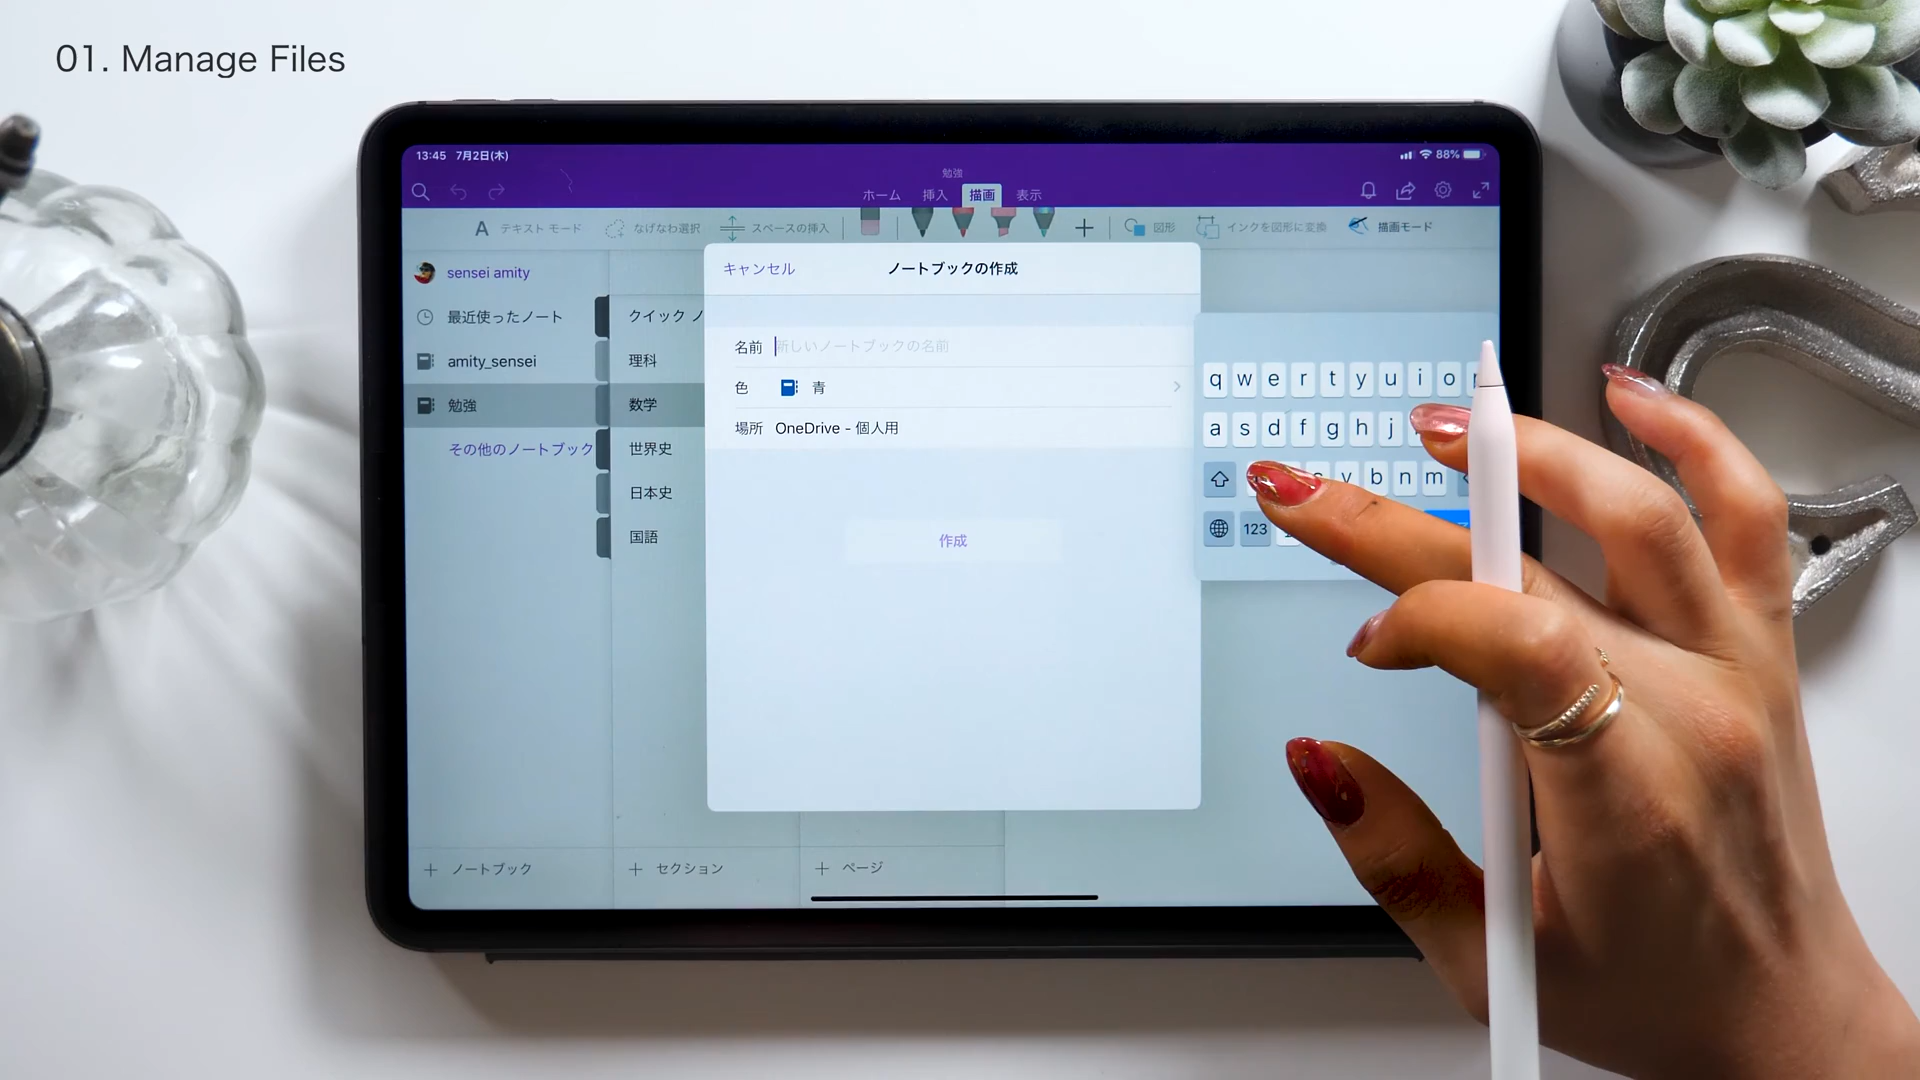 01. Manage Files
13:45 7月2日(木)
88%
勉強
ホーム 挿入 描画 表示
A テキスト モード なげなわ選択 スペースの挿入 図形 インクを図形に変換 描画モード
sensei amity
最近使ったノート
amity_sensei
勉強
その他のノートブック
クイック ノ
理科
数学
世界史
日本史
国語
キャンセル ノートブックの作成
名前 新しいノートブックの名前
色 青
場所 OneDrive - 個人用
作成
q w e r t y u i o p
a s d f g h j
v b n m
123
+ ノートブック
+ セクション
+ ページ